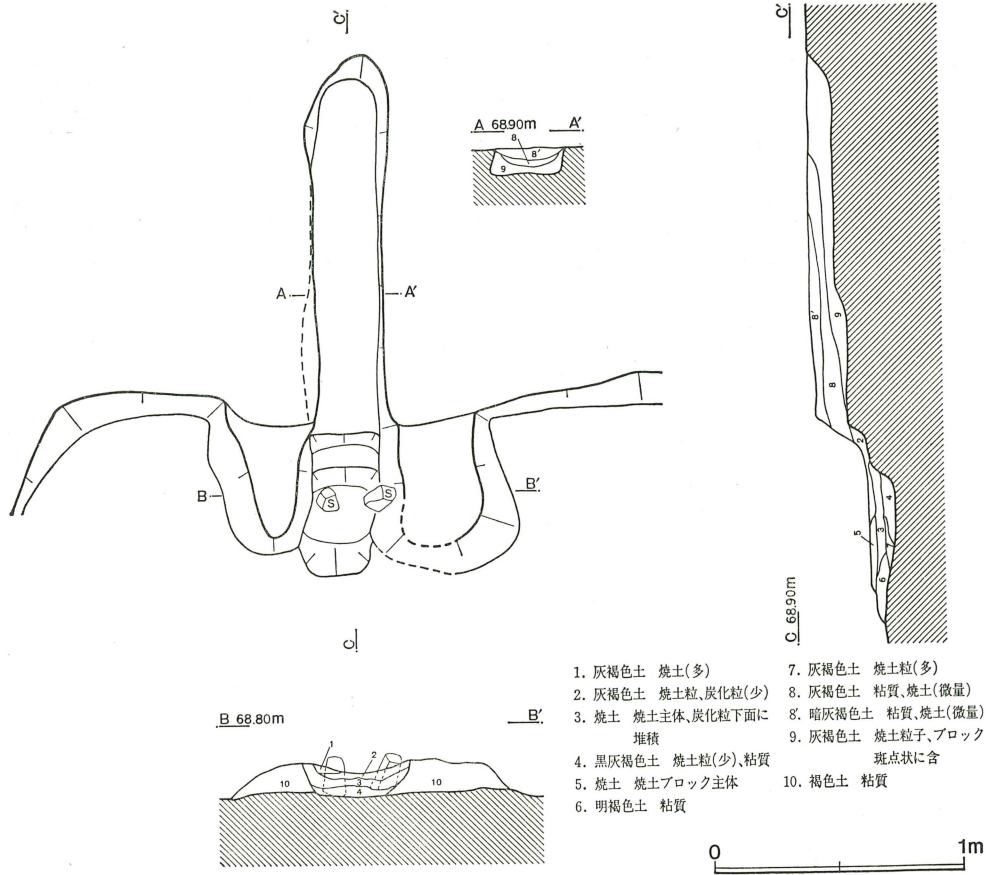 C′
A 68.90m A′
8
8′
9
A A′
B B′
S S
C
C′
8′
9
8
2
4
5
3
6
C 68.90m
B 68.80m B′
1
2
3
4
10 10
1. 灰褐色土 焼土(多)
2. 灰褐色土 焼土粒、炭化粒(少)
3. 焼土 焼土主体、炭化粒下面に
堆積
4. 黒灰褐色土 焼土粒(少)、粘質
5. 焼土 焼土ブロック主体
6. 明褐色土 粘質
7. 灰褐色土 焼土粒(多)
8. 灰褐色土 粘質、焼土(微量)
8′. 暗灰褐色土 粘質、焼土(微量)
9. 灰褐色土 焼土粒子、ブロック
斑点状に含
10. 褐色土 粘質
0 1m